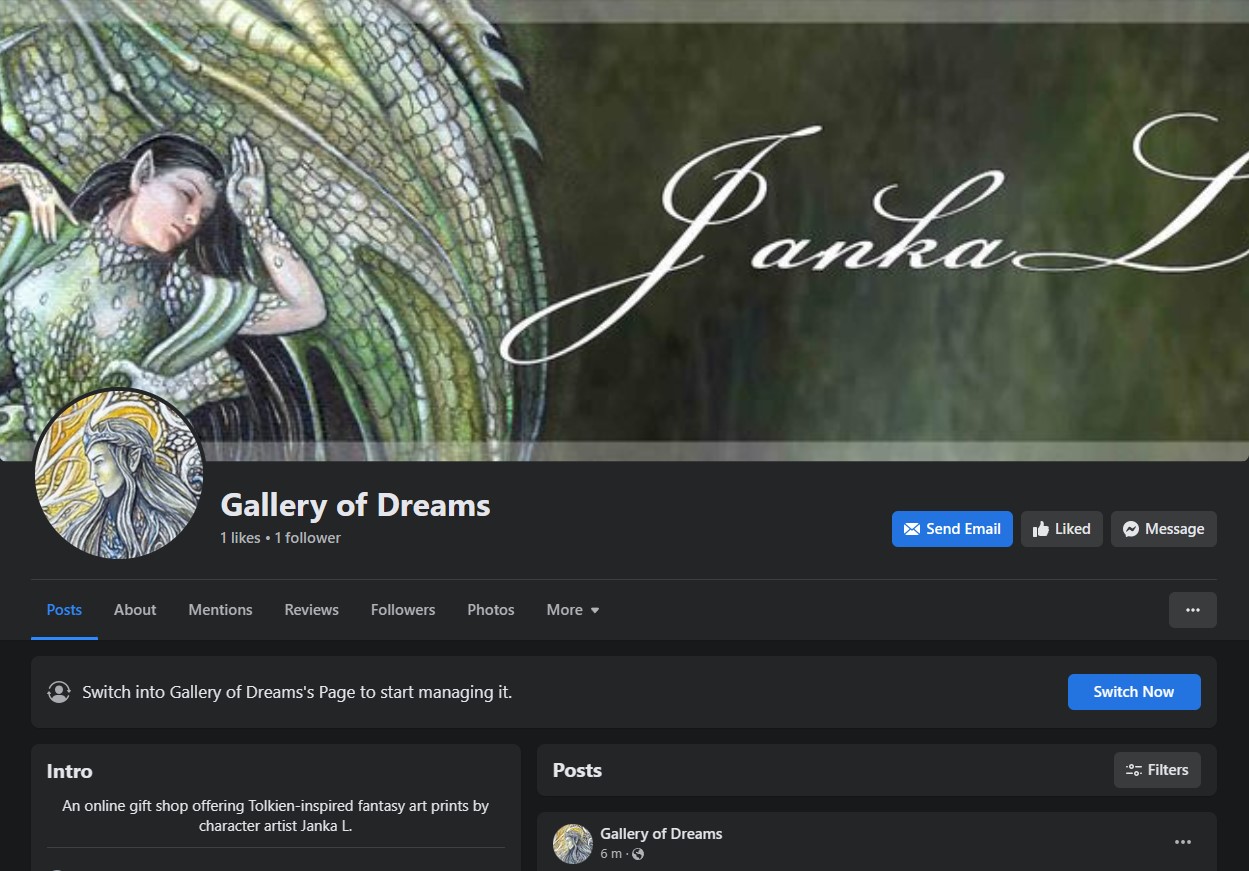 Janka L
Gallery of Dreams
1 likes • 1 follower
Send Email
Liked
Message
Posts
About
Mentions
Reviews
Followers
Photos
More
Switch into Gallery of Dreams's Page to start managing it.
Switch Now
Intro
An online gift shop offering Tolkien-inspired fantasy art prints by
character artist Janka L.
Posts
Filters
Gallery of Dreams
6 m ·